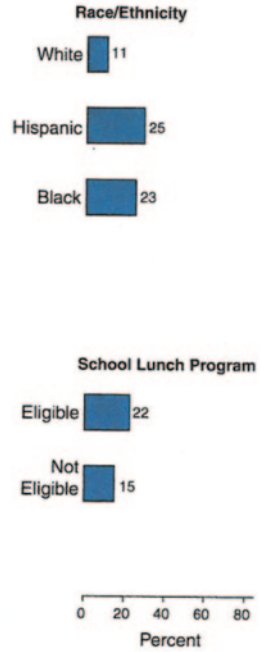 Race/Ethnicity
White 11
Hispanic 25
Black 23
School Lunch Program
Eligible 22
Not
Eligible 15
0 20 40 60 80
Percent